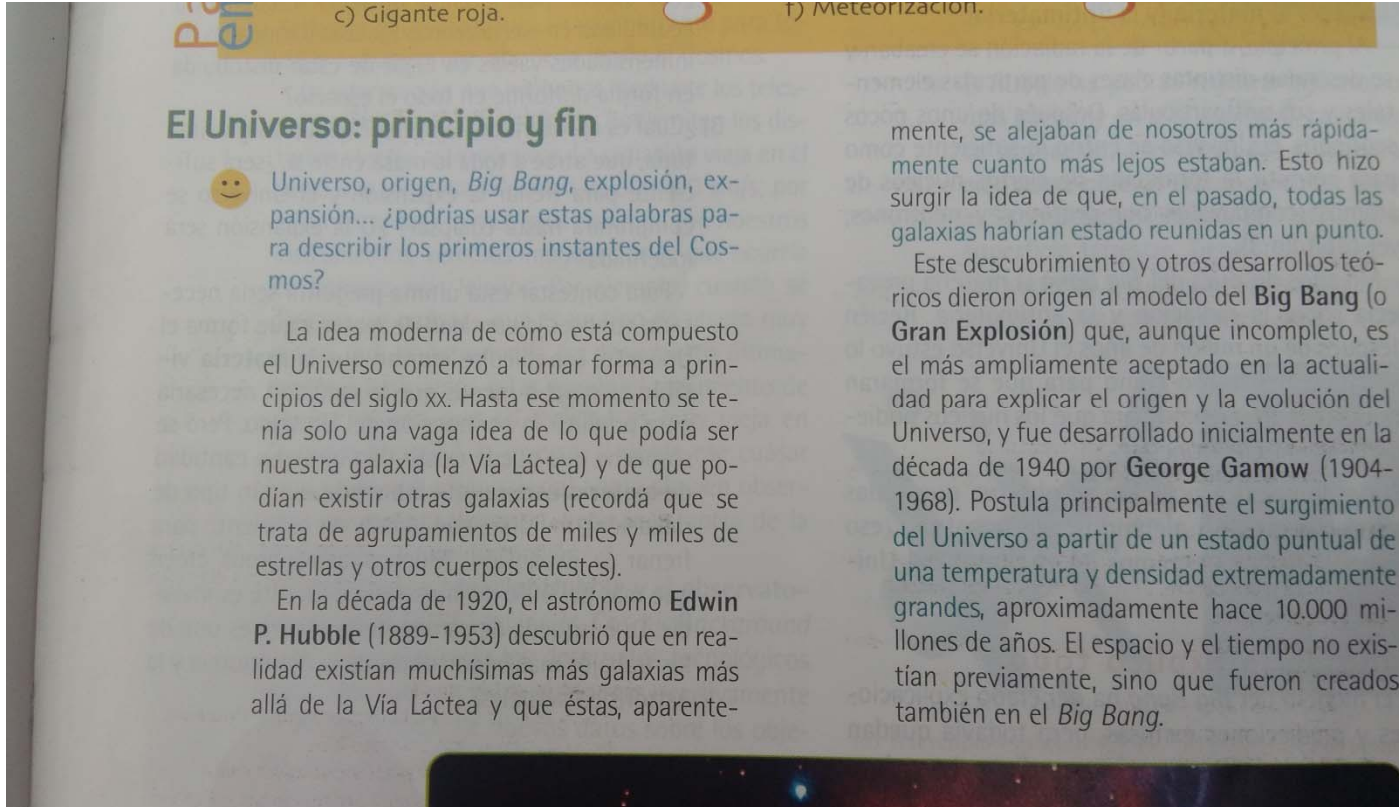 Pa
en
c) Gigante roja.
f) Meteorización.
El Universo: principio y fin
Universo, origen, Big Bang, explosión, ex-
pansión... ¿podrías usar estas palabras pa-
ra describir los primeros instantes del Cos-
mos?
La idea moderna de cómo está compuesto
el Universo comenzó a tomar forma a prin-
cipios del siglo XX. Hasta ese momento se te-
nía solo una vaga idea de lo que podía ser
nuestra galaxia (la Vía Láctea) y de que po-
dían existir otras galaxias (recordá que se
trata de agrupamientos de miles y miles de
estrellas y otros cuerpos celestes).
En la década de 1920, el astrónomo Edwin
P. Hubble (1889-1953) descubrió que en rea-
lidad existían muchísimas más galaxias más
allá de la Vía Láctea y que éstas, aparente-
mente, se alejaban de nosotros más rápida-
mente cuanto más lejos estaban. Esto hizo
surgir la idea de que, en el pasado, todas las
galaxias habrían estado reunidas en un punto.
Este descubrimiento y otros desarrollos teó-
ricos dieron origen al modelo del Big Bang (o
Gran Explosión) que, aunque incompleto, es
el más ampliamente aceptado en la actuali-
dad para explicar el origen y la evolución del
Universo, y fue desarrollado inicialmente en la
década de 1940 por George Gamow (1904-
1968). Postula principalmente el surgimiento
del Universo a partir de un estado puntual de
una temperatura y densidad extremadamente
grandes, aproximadamente hace 10.000 mi-
llones de años. El espacio y el tiempo no exis-
tían previamente, sino que fueron creados
también en el Big Bang.